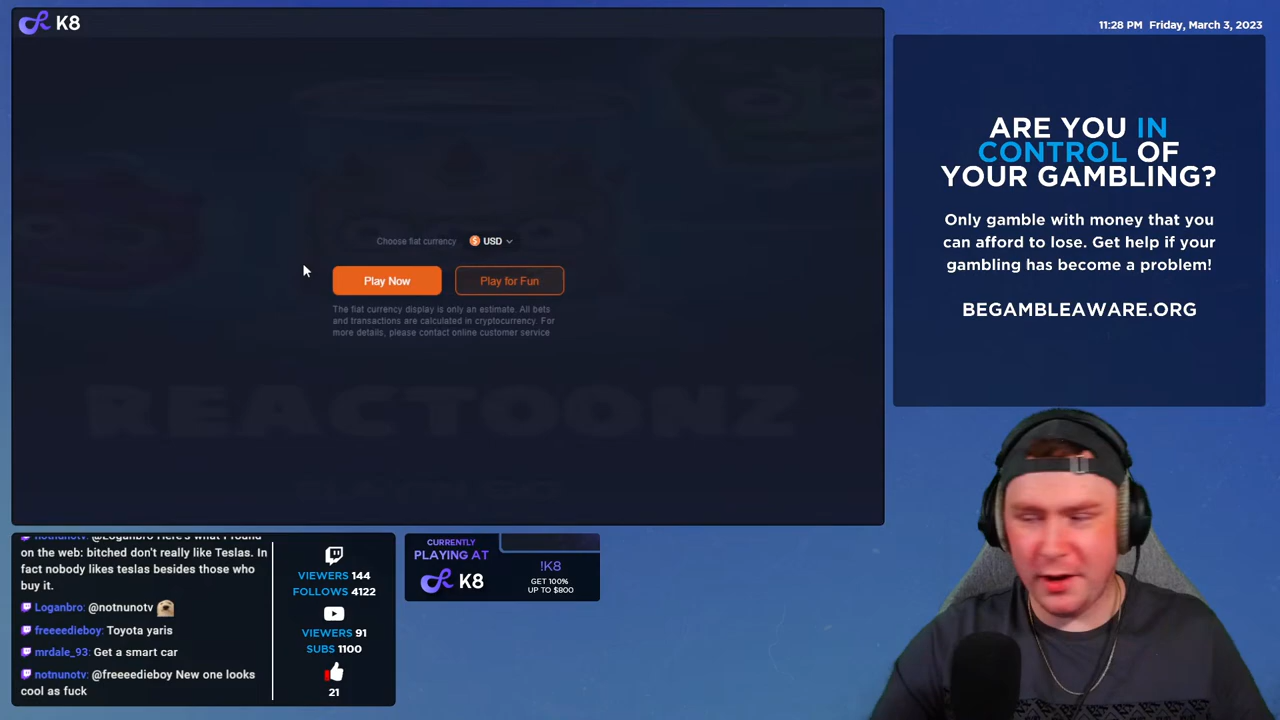 K8
11:28 PM Friday, March 3, 2023
Choose fiat currency
USD
Play Now
Play for Fun
The fiat currency display is only an estimate. All bets
and transactions are calculated in cryptocurrency. For
more details, please contact online customer service
REACTOONZ
ARE YOU IN
CONTROL OF
YOUR GAMBLING?
Only gamble with money that you
can afford to lose. Get help if your
gambling has become a problem!
BEGAMBLEAWARE.ORG
notnunotv: @Loganbro Here's what I found
on the web: bitched don't really like Teslas. In
fact nobody likes teslas besides those who
buy it.
Loganbro: @notnunotv
freeeedieboy: Toyota yaris
mrdale_93: Get a smart car
notnunotv: @freeeedieboy New one looks
cool as fuck
VIEWERS 144
FOLLOWS 4122
VIEWERS 91
SUBS 1100
21
CURRENTLY
PLAYING AT
K8
!K8
GET 100%
UP TO $800